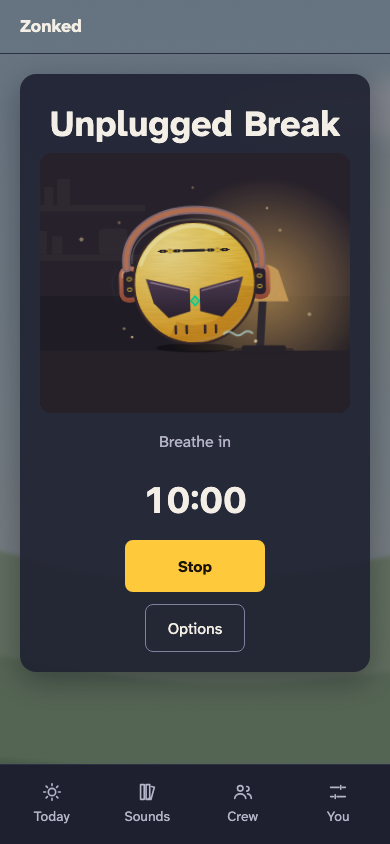 Zonked
Unplugged Break
Breathe in
10:00
Stop
Options
Today
Sounds
Crew
You